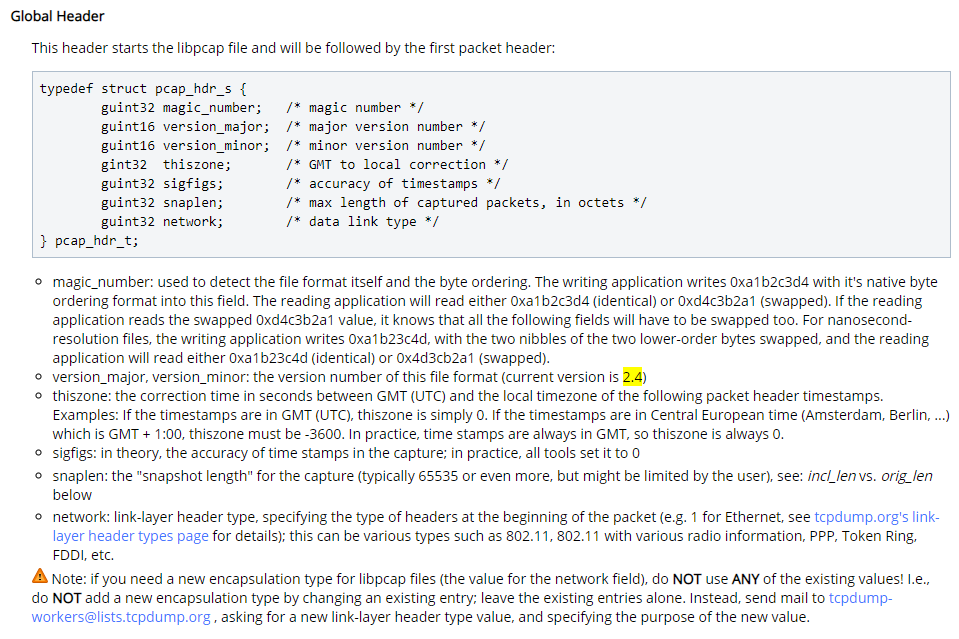 Global Header
This header starts the libpcap file and will be followed by the first packet header:
typedef struct pcap_hdr_s {
        guint32 magic_number;   /* magic number */
        guint16 version_major;  /* major version number */
        guint16 version_minor;  /* minor version number */
        gint32  thiszone;       /* GMT to local correction */
        guint32 sigfigs;        /* accuracy of timestamps */
        guint32 snaplen;        /* max length of captured packets, in octets */
        guint32 network;        /* data link type */
} pcap_hdr_t;
magic_number: used to detect the file format itself and the byte ordering. The writing application writes 0xa1b2c3d4 with it's native byte
ordering format into this field. The reading application will read either 0xa1b2c3d4 (identical) or 0xd4c3b2a1 (swapped). If the reading
application reads the swapped 0xd4c3b2a1 value, it knows that all the following fields will have to be swapped too. For nanosecond-
resolution files, the writing application writes 0xa1b23c4d, with the two nibbles of the two lower-order bytes swapped, and the reading
application will read either 0xa1b23c4d (identical) or 0x4d3cb2a1 (swapped).
version_major, version_minor: the version number of this file format (current version is 2.4)
thiszone: the correction time in seconds between GMT (UTC) and the local timezone of the following packet header timestamps.
Examples: If the timestamps are in GMT (UTC), thiszone is simply 0. If the timestamps are in Central European time (Amsterdam, Berlin, ...)
which is GMT + 1:00, thiszone must be -3600. In practice, time stamps are always in GMT, so thiszone is always 0.
sigfigs: in theory, the accuracy of time stamps in the capture; in practice, all tools set it to 0
snaplen: the "snapshot length" for the capture (typically 65535 or even more, but might be limited by the user), see: incl_len vs. orig_len
below
network: link-layer header type, specifying the type of headers at the beginning of the packet (e.g. 1 for Ethernet, see tcpdump.org's link-
layer header types page for details); this can be various types such as 802.11, 802.11 with various radio information, PPP, Token Ring,
FDDI, etc.
Note: if you need a new encapsulation type for libpcap files (the value for the network field), do NOT use ANY of the existing values! I.e.,
do NOT add a new encapsulation type by changing an existing entry; leave the existing entries alone. Instead, send mail to tcpdump-
workers@lists.tcpdump.org , asking for a new link-layer header type value, and specifying the purpose of the new value.